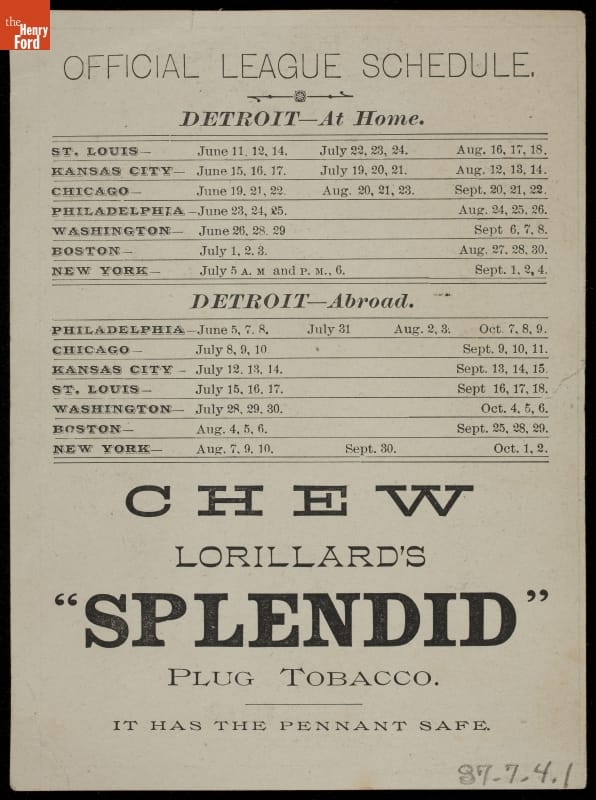 the
Henry
Ford
OFFICIAL LEAGUE SCHEDULE.
DETROIT—At Home.
ST. LOUIS— June 11, 12, 14. July 22, 23, 24. Aug. 16, 17, 18.
KANSAS CITY— June 15, 16. 17. July 19, 20, 21. Aug. 12, 13, 14.
CHICAGO— June 19, 21, 22. Aug. 20, 21, 23. Sept. 20, 21, 22.
PHILADELPHIA—June 23, 24, 25. Aug. 24, 25, 26.
WASHINGTON— June 26, 28. 29 Sept 6, 7, 8.
BOSTON— July 1, 2. 3. Aug. 27, 28, 30.
NEW YORK— July 5 A. M and P. M., 6. Sept. 1, 2, 4.
DETROIT—Abroad.
PHILADELPHIA—June 5, 7. 8, July 31 Aug. 2, 3. Oct. 7, 8, 9.
CHICAGO— July 8, 9, 10 Sept. 9, 10, 11.
KANSAS CITY - July 12, 13, 14. Sept. 13, 14, 15.
ST. LOUIS— July 15, 16, 17. Sept 16, 17, 18.
WASHINGTON— July 28, 29, 30. Oct. 4, 5, 6.
BOSTON— Aug. 4, 5, 6. Sept. 25, 28, 29.
NEW YORK— Aug. 7, 9, 10. Sept. 30. Oct. 1, 2.
CHEW
LORILLARD'S
"SPLENDID"
PLUG TOBACCO.
IT HAS THE PENNANT SAFE.
87-7-4.1